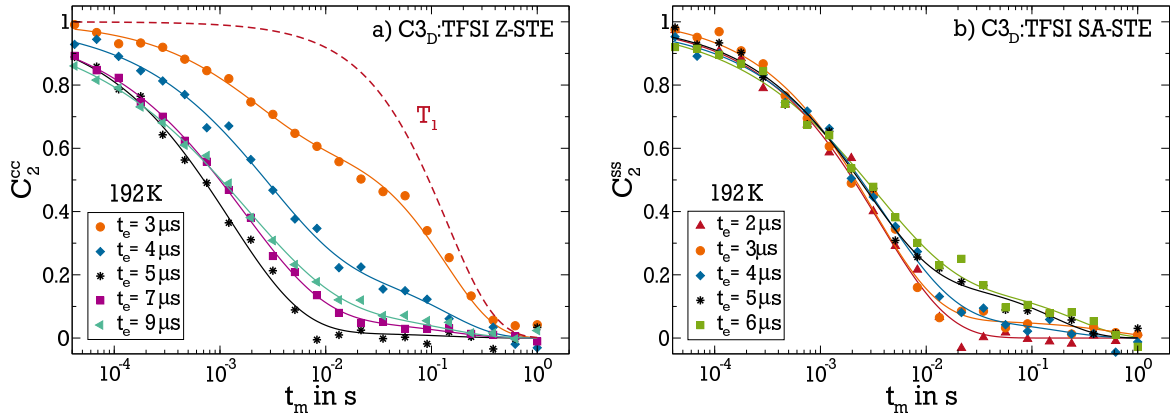 a) C3_D:TFSI Z-STE
T_1
C_2^cc
1
0.8
0.6
0.4
0.2
0
192 K
t_e = 3 μs
t_e = 4 μs
t_e = 5 μs
t_e = 7 μs
t_e = 9 μs
10^-4
10^-3
10^-2
10^-1
10^0
t_m in s
b) C3_D:TFSI SA-STE
C_2^ss
1
0.8
0.6
0.4
0.2
0
192 K
t_e = 2 μs
t_e = 3μs
t_e = 4 μs
t_e = 5 μs
t_e = 6 μs
10^-4
10^-3
10^-2
10^-1
10^0
t_m in s